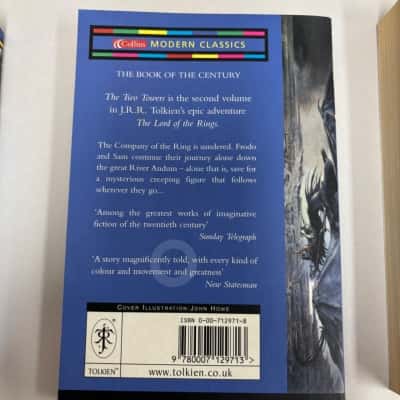 Collins MODERN CLASSICS
THE BOOK OF THE CENTURY
The Two Towers is the second volume
in J.R.R. Tolkien's epic adventure
The Lord of the Rings.
The Company of the Ring is sundered. Frodo
and Sam continue their journey alone down
the great River Anduin – alone that is, save for
a mysterious creeping figure that follows
wherever they go...
'Among the greatest works of imaginative
fiction of the twentieth century'
Sunday Telegraph
'A story magnificently told, with every kind of
colour and movement and greatness'
New Statesman
COVER ILLUSTRATION JOHN HOWE
ISBN 0-00-712971-8
9 780007 129713 >
TOLKIEN™
www.tolkien.co.uk